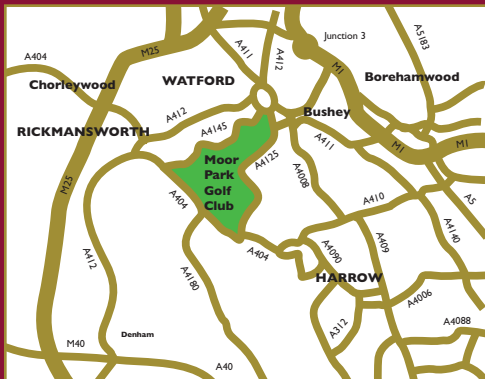 A404
M25
A411
A412
Junction 3
A5183
Chorleywood
WATFORD
M1
Borehamwood
RICKMANSWORTH
A412
A4145
Bushey
A411
M1
M1
Moor
Park
Golf
Club
A4125
A4008
M25
A404
A410
A5
A412
A4180
A404
A4090
A409
A4140
HARROW
A4006
A312
A4088
Denham
M40
A40